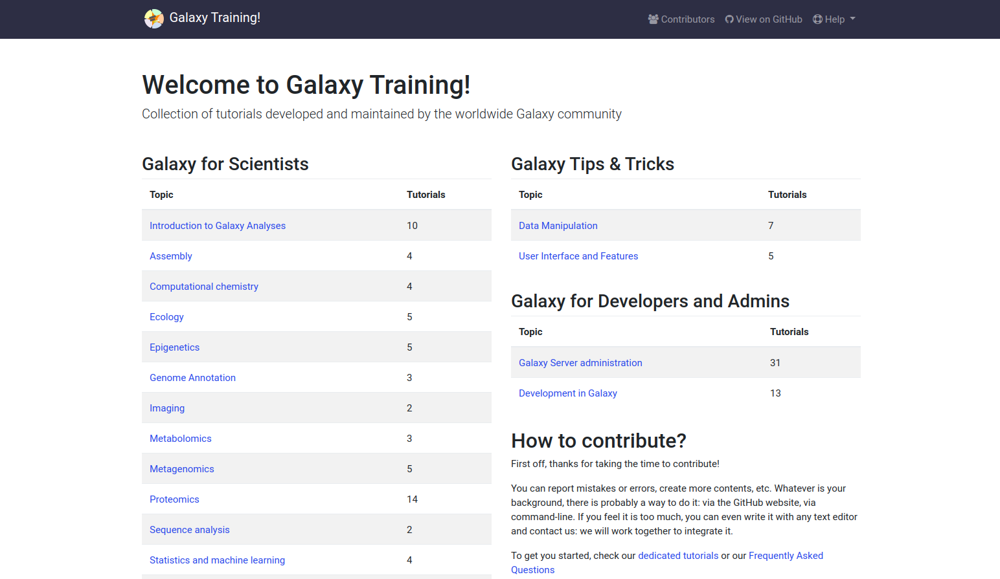 Galaxy Training!
Contributors
View on GitHub
Help
Welcome to Galaxy Training!
Collection of tutorials developed and maintained by the worldwide Galaxy community
Galaxy for Scientists
Topic Tutorials
Introduction to Galaxy Analyses 10
Assembly 4
Computational chemistry 4
Ecology 5
Epigenetics 5
Genome Annotation 3
Imaging 2
Metabolomics 3
Metagenomics 5
Proteomics 14
Sequence analysis 2
Statistics and machine learning 4
Galaxy Tips & Tricks
Topic Tutorials
Data Manipulation 7
User Interface and Features 5
Galaxy for Developers and Admins
Topic Tutorials
Galaxy Server administration 31
Development in Galaxy 13
How to contribute?
First off, thanks for taking the time to contribute!
You can report mistakes or errors, create more contents, etc. Whatever is your
background, there is probably a way to do it: via the GitHub website, via
command-line. If you feel it is too much, you can even write it with any text editor
and contact us: we will work together to integrate it.
To get you started, check our dedicated tutorials or our Frequently Asked
Questions